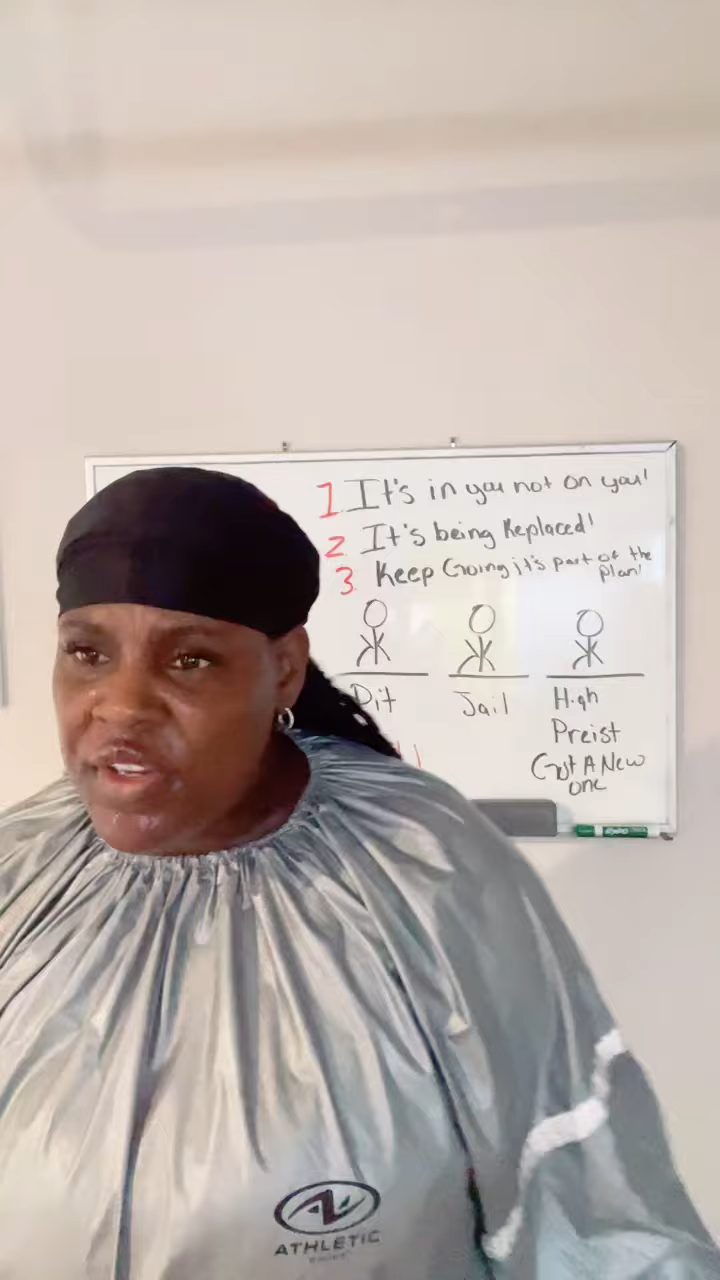 1. It's in you not on you!
2 It's being Replaced!
3. Keep Going it's part of the
plan!
Pit
Jail
High
Preist
Got A New
one
EXPO
ATHLETIC